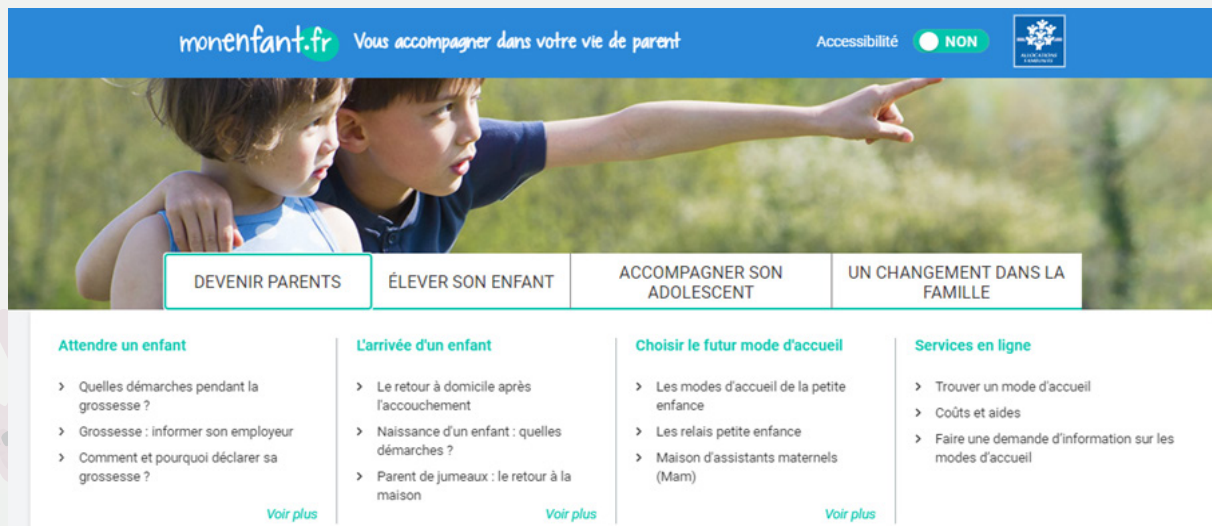 monenfant.fr Vous accompagner dans votre vie de parent
Accessibilité NON
ALLOCATIONS
FAMILIALES
DEVENIR PARENTS
ÉLEVER SON ENFANT
ACCOMPAGNER SON
ADOLESCENT
UN CHANGEMENT DANS LA
FAMILLE
Attendre un enfant
> Quelles démarches pendant la
grossesse ?
> Grossesse : informer son employeur
> Comment et pourquoi déclarer sa
grossesse ?
Voir plus
L'arrivée d'un enfant
> Le retour à domicile après
l'accouchement
> Naissance d'un enfant : quelles
démarches ?
> Parent de jumeaux : le retour à la
maison
Voir plus
Choisir le futur mode d'accueil
> Les modes d'accueil de la petite
enfance
> Les relais petite enfance
> Maison d'assistants maternels
(Mam)
Voir plus
Services en ligne
> Trouver un mode d'accueil
> Coûts et aides
> Faire une demande d'information sur les
modes d'accueil